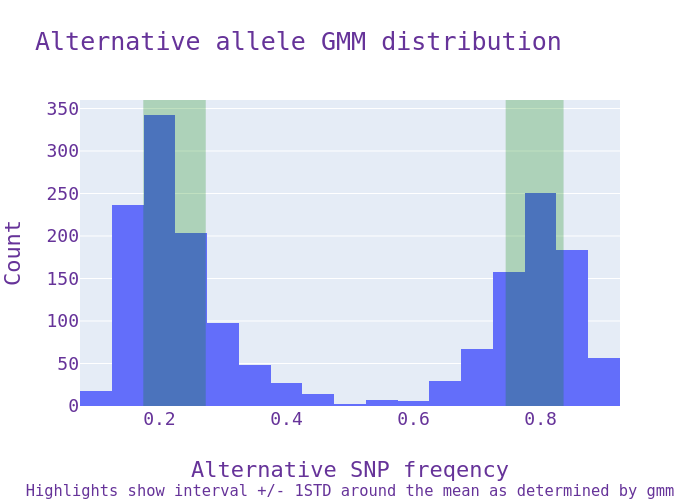 Alternative allele GMM distribution
350
300
250
200
150
100
50
0
Count
0.2 0.4 0.6 0.8
Alternative SNP freqency
Highlights show interval +/- 1STD around the mean as determined by gmm